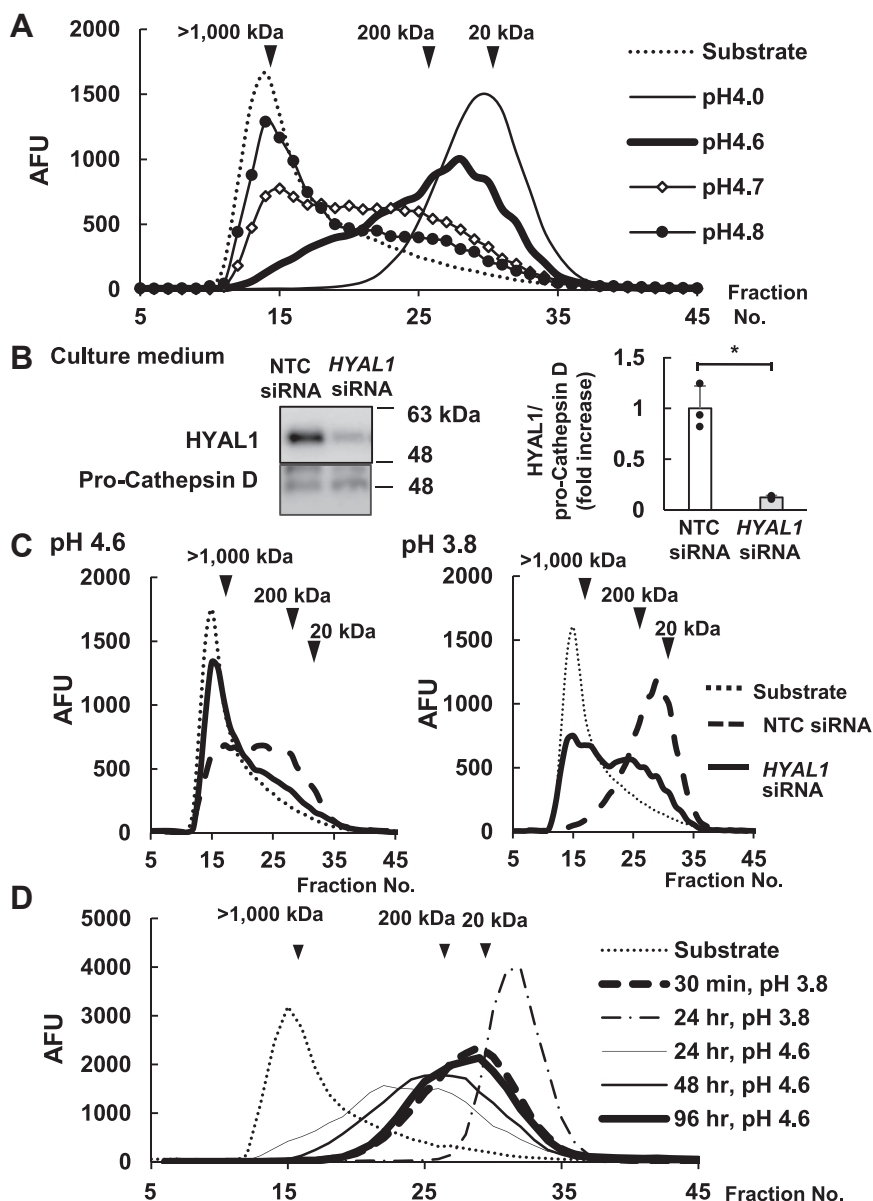 A
2000
1500
1000
500
0
AFU
>1,000 kDa
200 kDa
20 kDa
Substrate
pH4.0
pH4.6
pH4.7
pH4.8
5 15 25 35 45
Fraction
No.
B
Culture medium
NTC
siRNA
HYAL1
siRNA
63 kDa
HYAL1
48
Pro-Cathepsin D
48
HYAL1/
pro-Cathepsin D
(fold increase)
1.5
1
0.5
0
*
NTC
siRNA
HYAL1
siRNA
C
pH 4.6
>1,000 kDa
200 kDa
20 kDa
2000
1500
1000
500
0
AFU
5 15 25 35 45
Fraction No.
pH 3.8
>1,000 kDa
200 kDa
20 kDa
2000
1500
1000
500
0
AFU
5 15 25 35 45
Fraction No.
Substrate
NTC siRNA
HYAL1
siRNA
D
5000
4000
3000
2000
1000
0
AFU
>1,000 kDa
200 kDa
20 kDa
Substrate
30 min, pH 3.8
24 hr, pH 3.8
24 hr, pH 4.6
48 hr, pH 4.6
96 hr, pH 4.6
5 15 25 35 45
Fraction No.